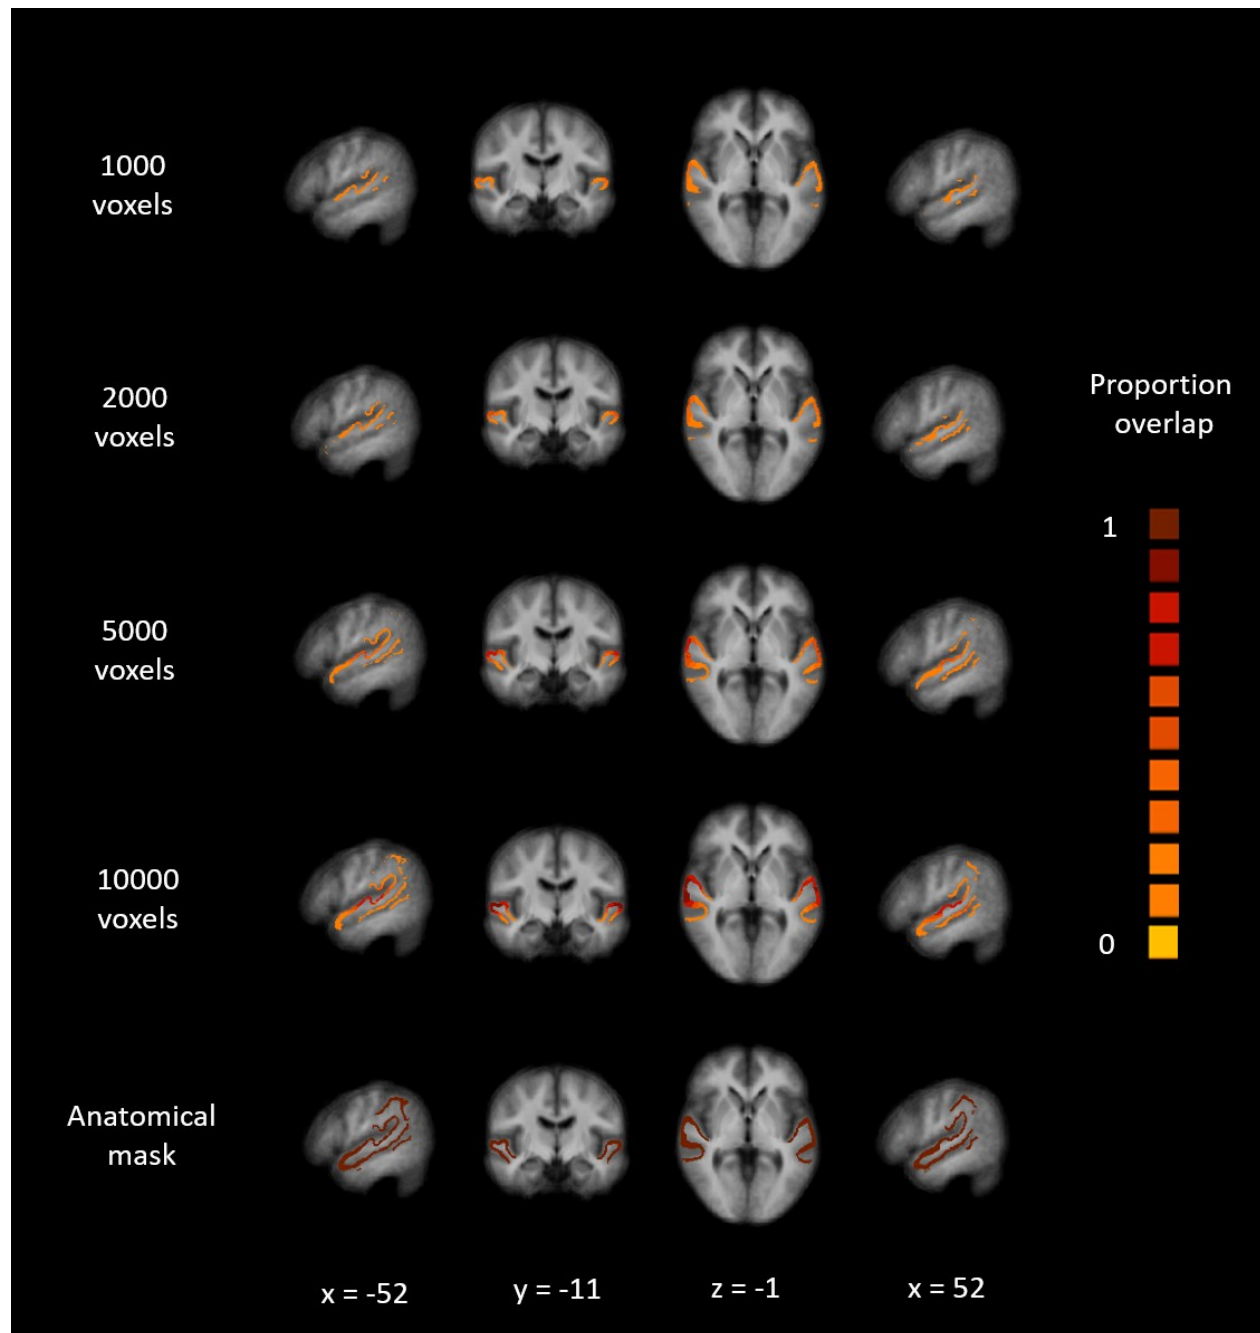 1000
voxels
2000
voxels
Proportion
overlap
1
5000
voxels
10000
voxels
0
Anatomical
mask
x = -52
y = -11
z = -1
x = 52